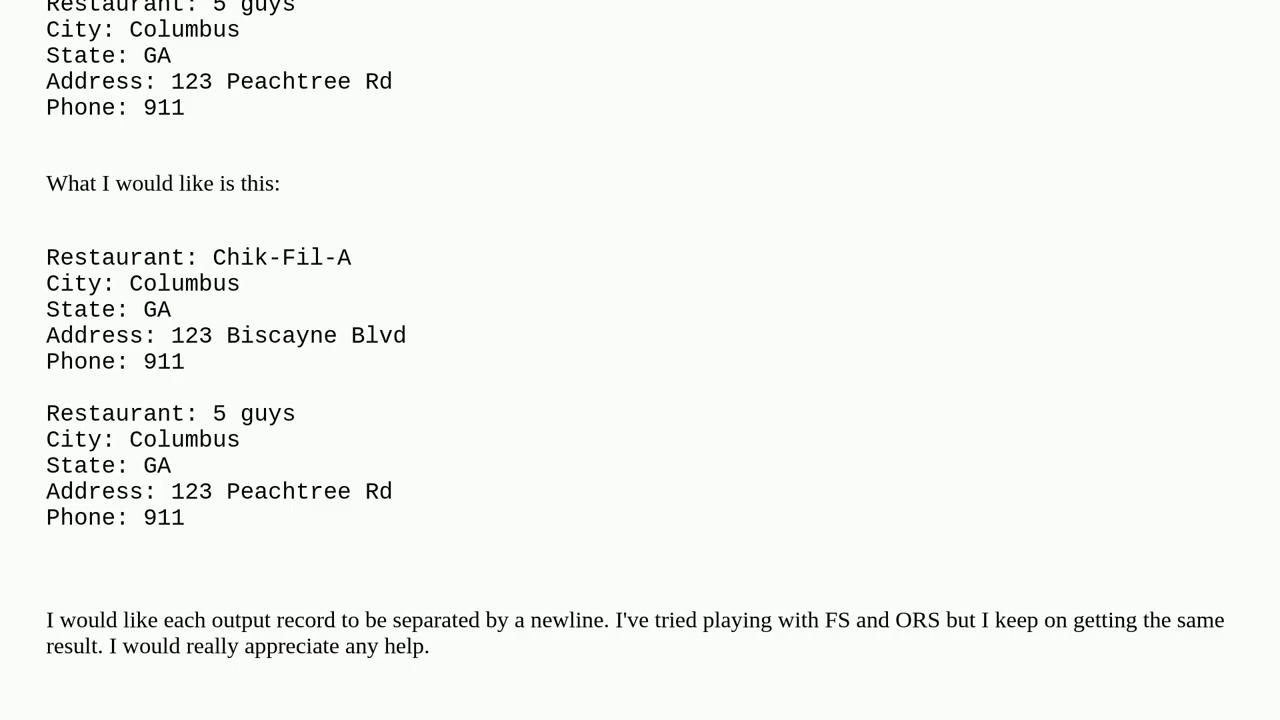 Restaurant: 5 guys
City: Columbus
State: GA
Address: 123 Peachtree Rd
Phone: 911
What I would like is this:
Restaurant: Chik-Fil-A
City: Columbus
State: GA
Address: 123 Biscayne Blvd
Phone: 911
Restaurant: 5 guys
City: Columbus
State: GA
Address: 123 Peachtree Rd
Phone: 911
I would like each output record to be separated by a newline. I've tried playing with FS and ORS but I keep on getting the same
result. I would really appreciate any help.